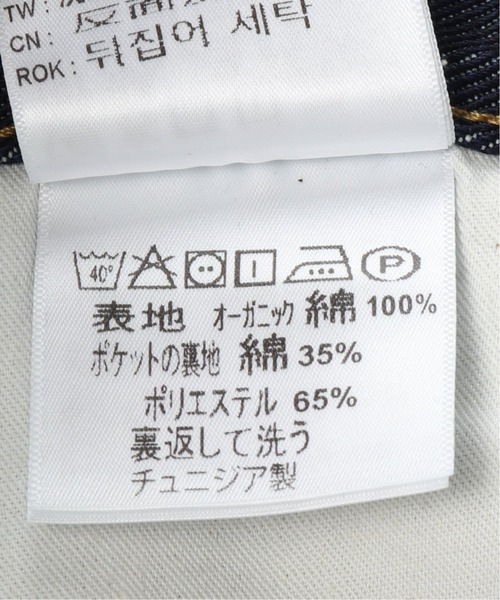 TW :
CN :
ROK : 뒤집어 세탁
40°
P
表地 オーガニック 綿 100%
ポケットの裏地 綿 35%
ポリエステル 65%
裏返して洗う
チュニジア製